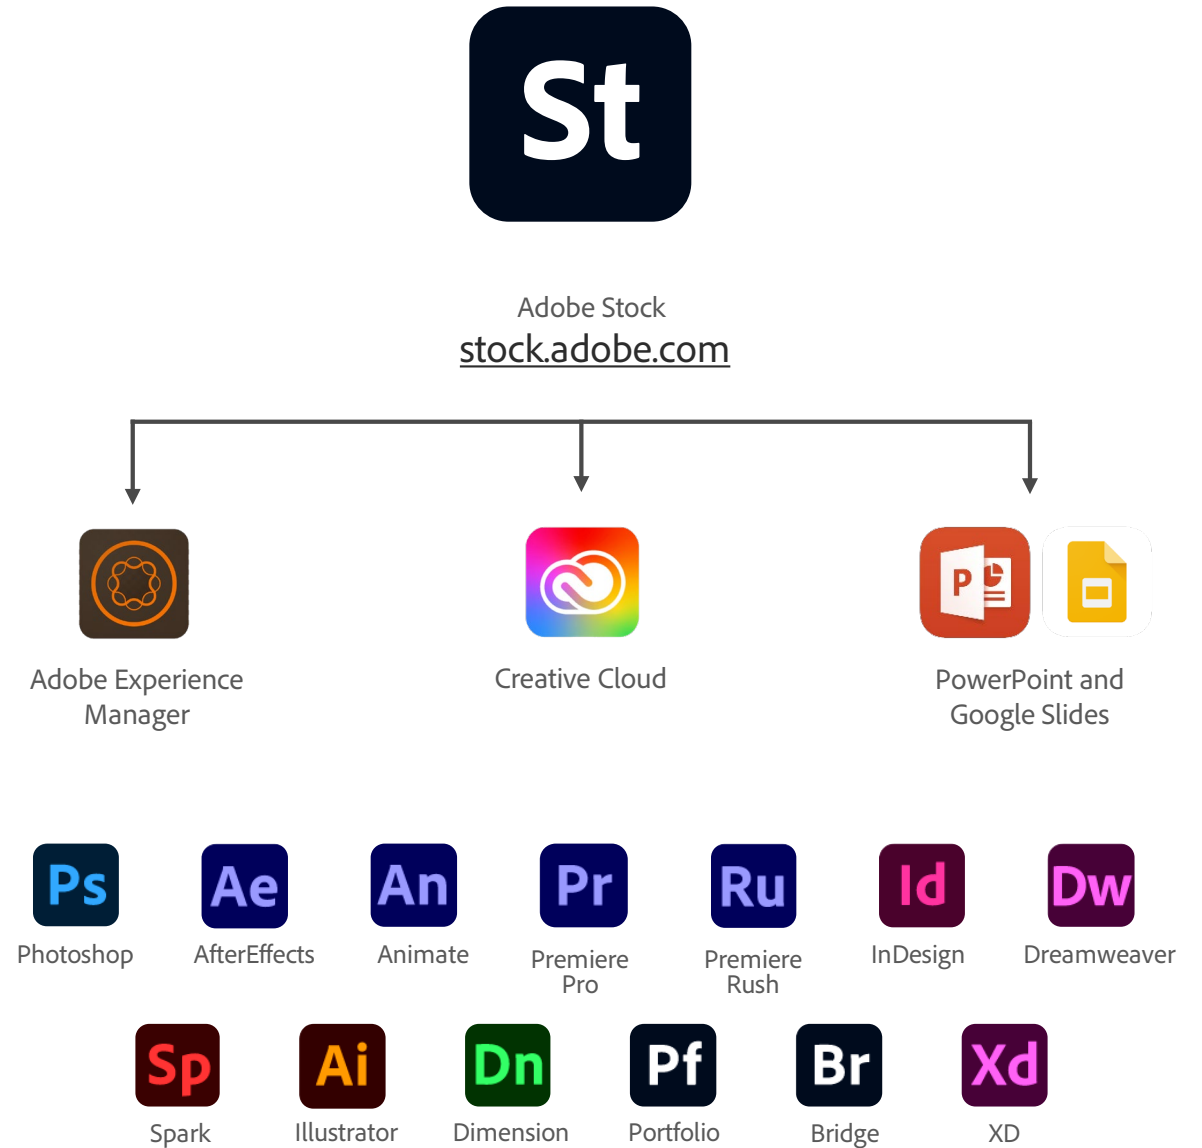 St
Adobe Stock
stock.adobe.com
P
Adobe Experience
Manager
Creative Cloud
PowerPoint and
Google Slides
Ps
Ae
An
Pr
Ru
Id
Dw
Photoshop
AfterEffects
Animate
Premiere
Pro
Premiere
Rush
InDesign
Dreamweaver
Sp
Ai
Dn
Pf
Br
Xd
Spark
Illustrator
Dimension
Portfolio
Bridge
XD